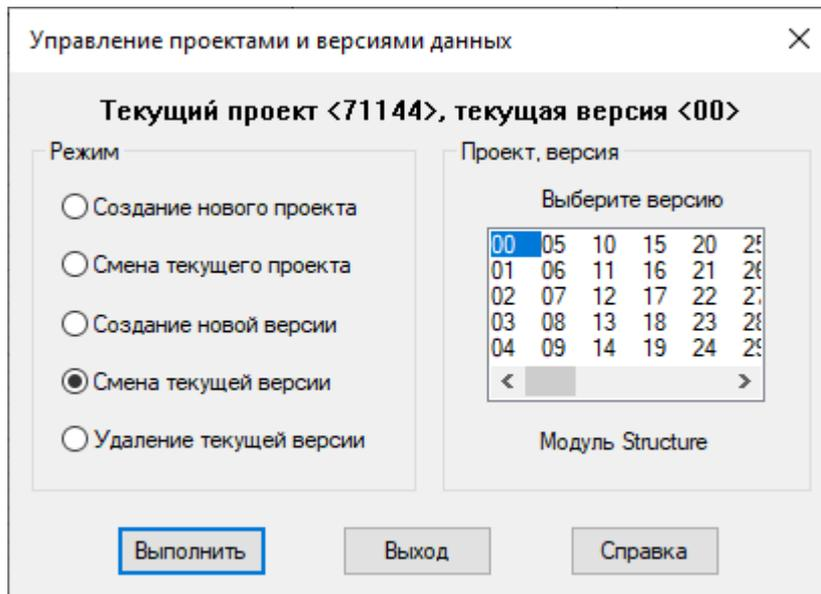 Управление проектами и версиями данных
Текущий проект <71144>, текущая версия <00>
Режим
Создание нового проекта
Смена текущего проекта
Создание новой версии
Смена текущей версии
Удаление текущей версии
Проект, версия
Выберите версию
00 05 10 15 20
01 06 11 16 21
02 07 12 17 22
03 08 13 18 23
04 09 14 19 24
Модуль Structure
Выполнить Выход Справка